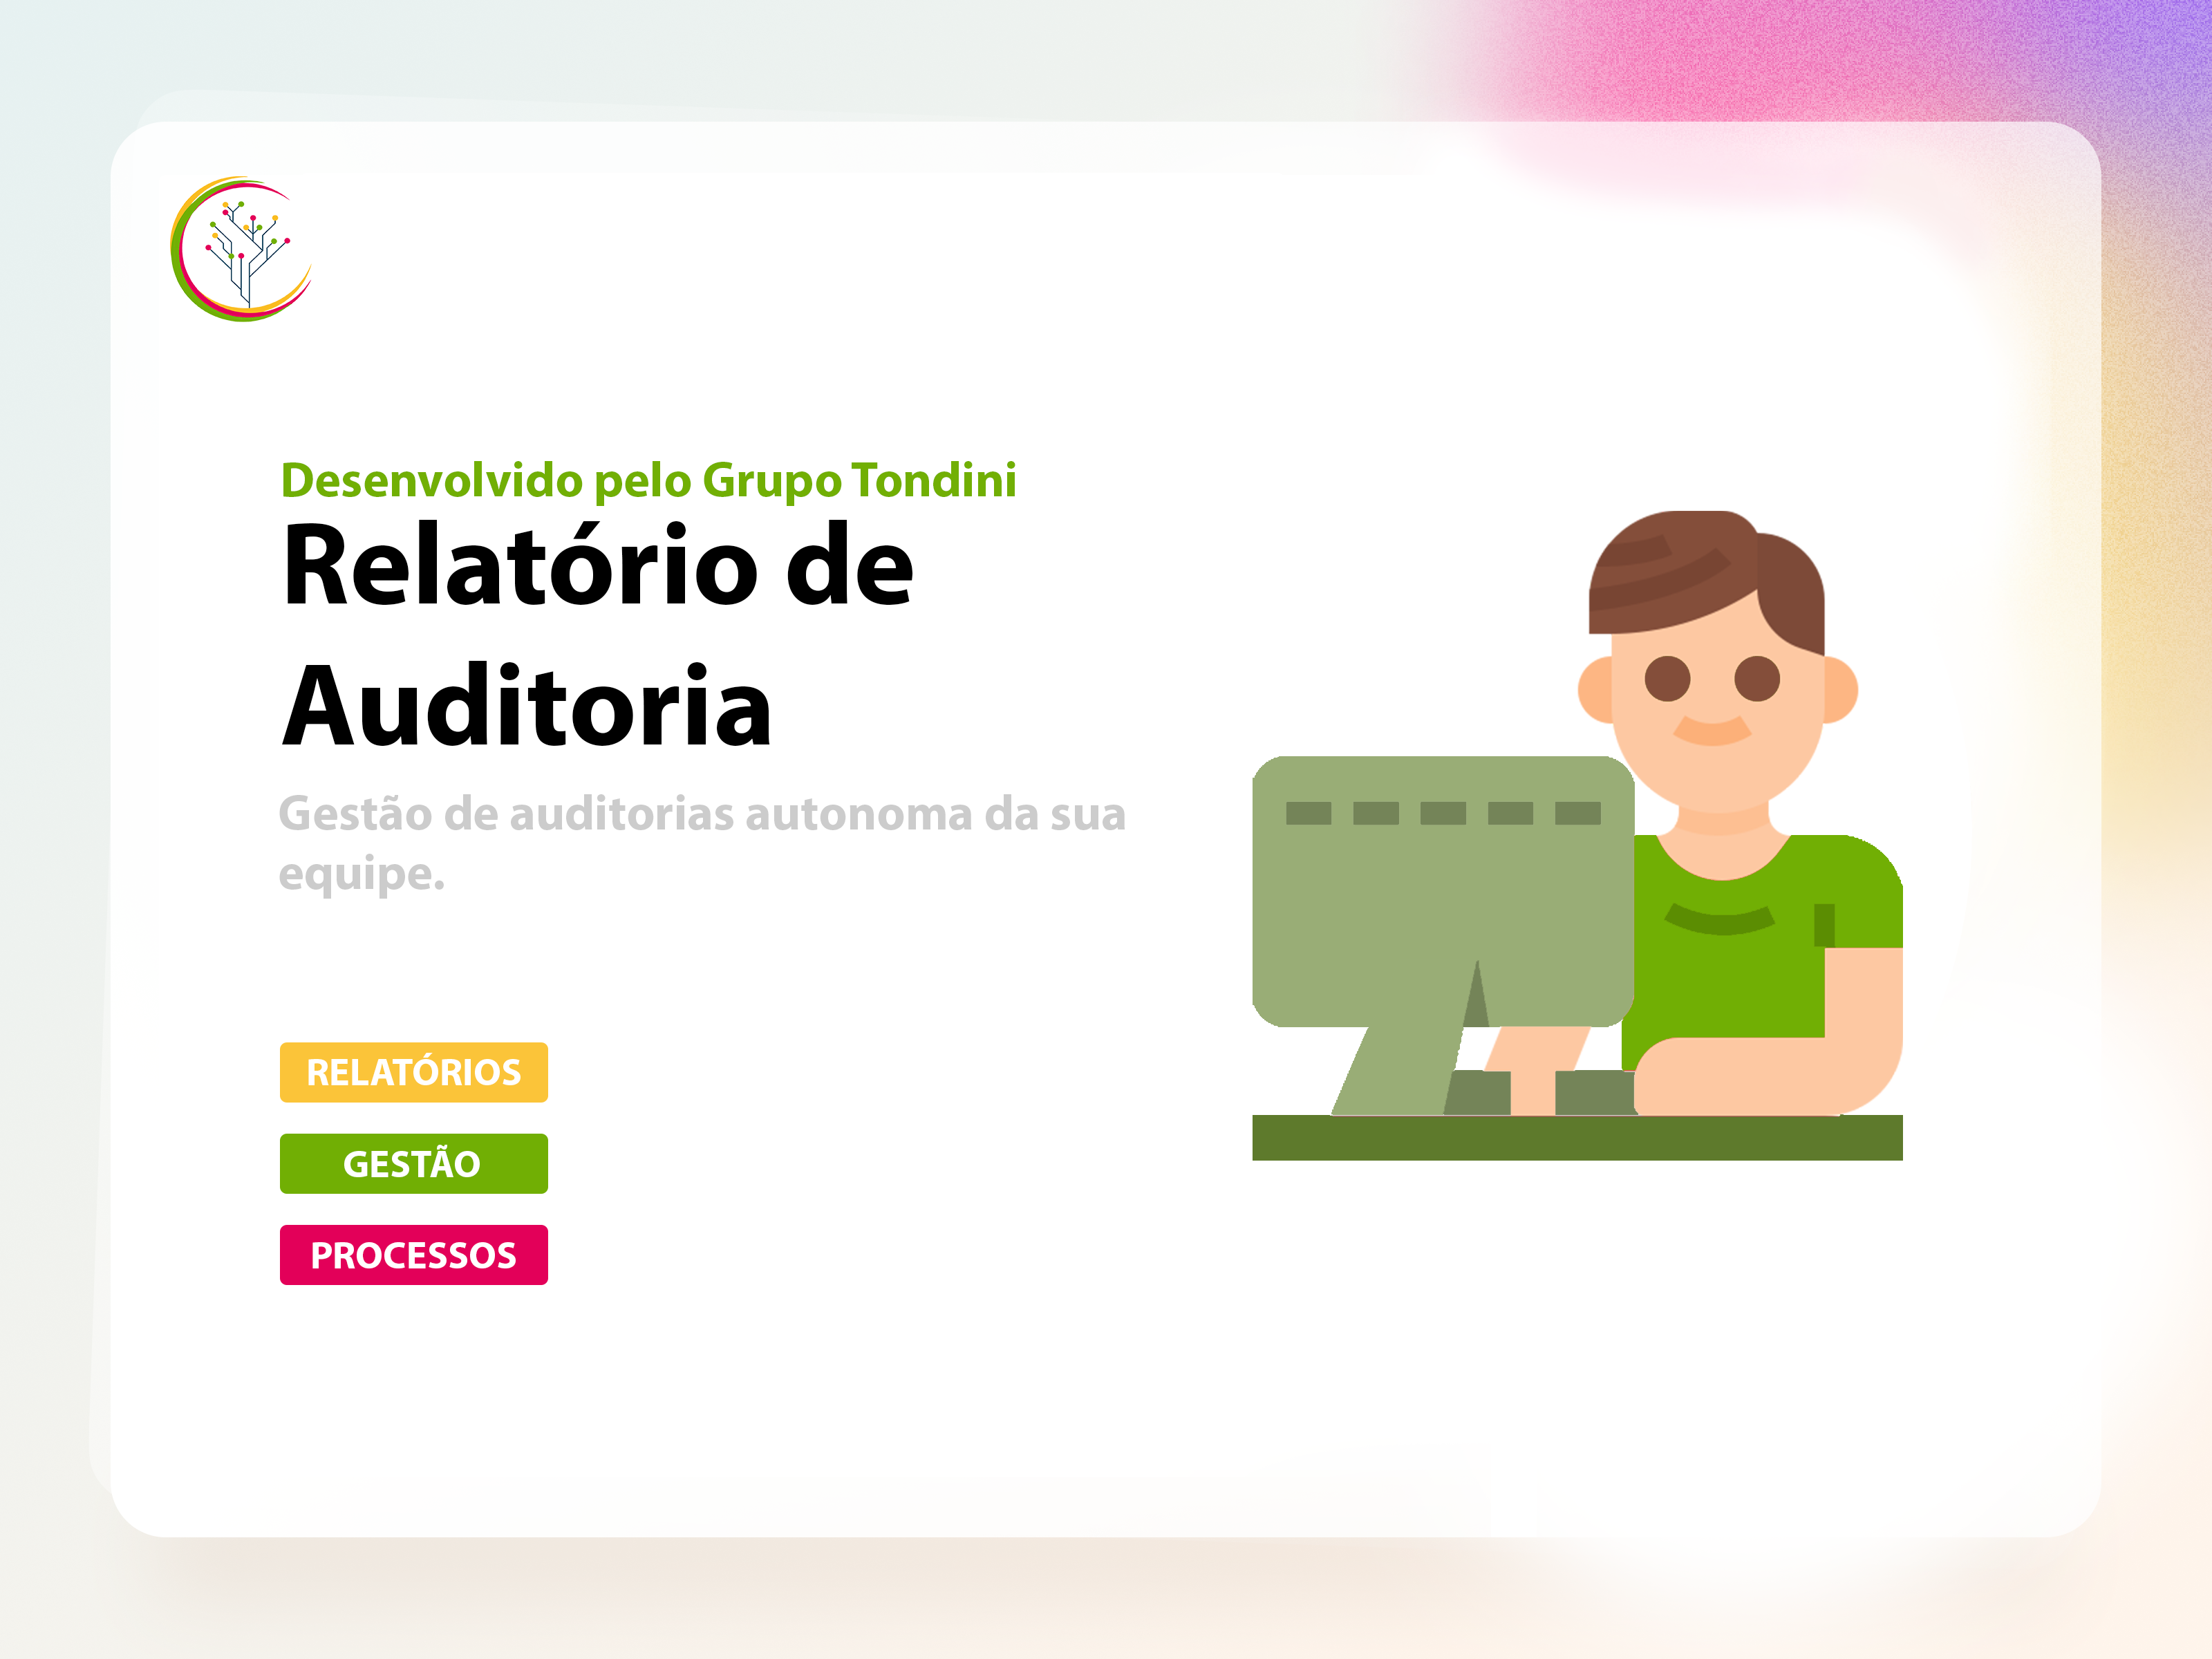 Desenvolvido pelo Grupo Tondini
Relatório de
Auditoria
Gestão de auditorias autonoma da sua
equipe.
RELATÓRIOS
GESTÃO
PROCESSOS